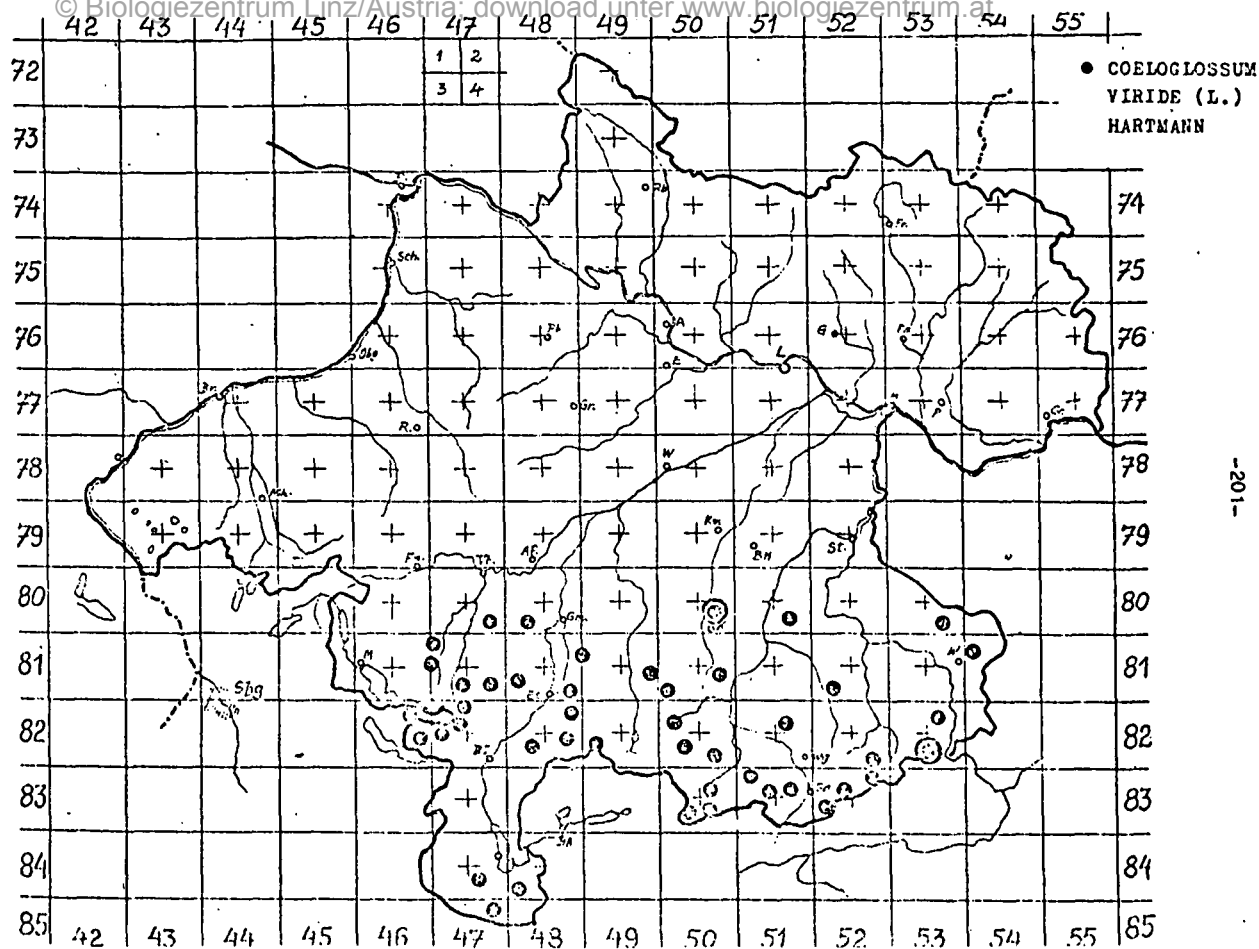 © Biologiezentrum Linz/Austria; download unter www.biologiezentrum.at
42 43 44 45 46 47 48 49 50 51 52 53 54 55
1 2
3 4
● COELOGLOSSUM
VIRIDE (L.)
HARTMANN
72
73
74 74
75 75
76 76
77 77
78 78
79 79
80 80
81 81
82 82
83 83
84 84
85 85
Sch.
Fr.
A
E
G
L
R.
W
St.
M
Sbg
42 43 44 45 46 47 48 49 50 51 52 53 54 55
-201-